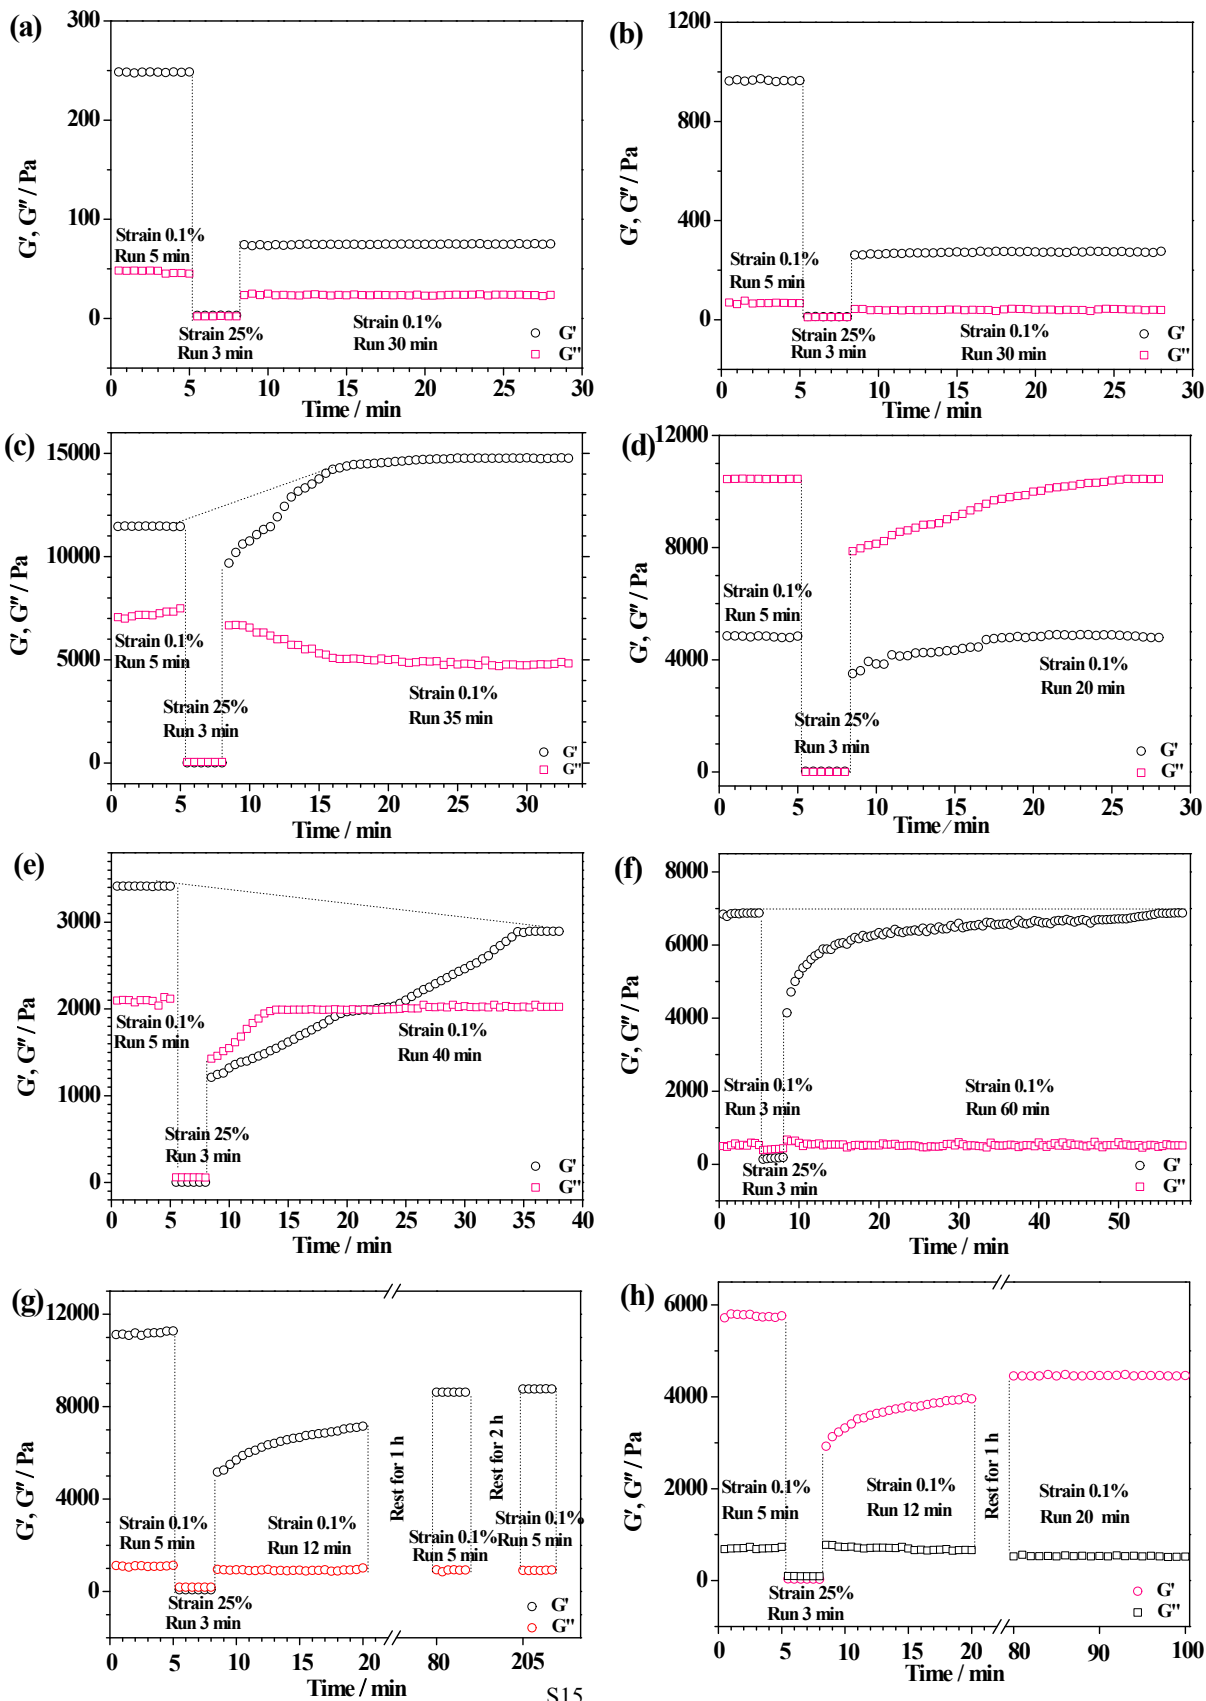 (a)
300
200
100
0
G', G'' / Pa
Strain 0.1%
Run 5 min
Strain 25%
Run 3 min
Strain 0.1%
Run 30 min
G'
G''
0 5 10 15 20 25 30
Time / min
(b)
1200
800
400
0
G', G'' / Pa
Strain 0.1%
Run 5 min
Strain 25%
Run 3 min
Strain 0.1%
Run 30 min
G'
G''
0 5 10 15 20 25 30
Time / min
(c)
15000
10000
5000
0
G', G'' / Pa
Strain 0.1%
Run 5 min
Strain 25%
Run 3 min
Strain 0.1%
Run 35 min
G'
G''
0 5 10 15 20 25 30
Time / min
(d)
12000
8000
4000
0
G', G'' / Pa
Strain 0.1%
Run 5 min
Strain 25%
Run 3 min
Strain 0.1%
Run 20 min
G'
G''
0 5 10 15 20 25 30
Time / min
(e)
3000
2000
1000
0
G', G'' / Pa
Strain 0.1%
Run 5 min
Strain 25%
Run 3 min
Strain 0.1%
Run 40 min
G'
G''
0 5 10 15 20 25 30 35 40
Time / min
(f)
8000
6000
4000
2000
0
G', G'' / Pa
Strain 0.1%
Run 3 min
Strain 25%
Run 3 min
Strain 0.1%
Run 60 min
G'
G''
0 10 20 30 40 50
Time / min
(g)
12000
8000
4000
0
G', G'' / Pa
Strain 0.1%
Run 5 min
Strain 25%
Run 3 min
Strain 0.1%
Run 12 min
Rest for 1 h
Strain 0.1%
Run 5 min
Rest for 2 h
Strain 0.1%
Run 5 min
G'
G''
0 5 10 15 20 80 205
Time / min
(h)
6000
4000
2000
0
G', G'' / Pa
Strain 0.1%
Run 5 min
Strain 25%
Run 3 min
Strain 0.1%
Run 12 min
Rest for 1 h
Strain 0.1%
Run 20 min
G'
G''
0 5 10 15 20 80 90 100
Time / min
S15